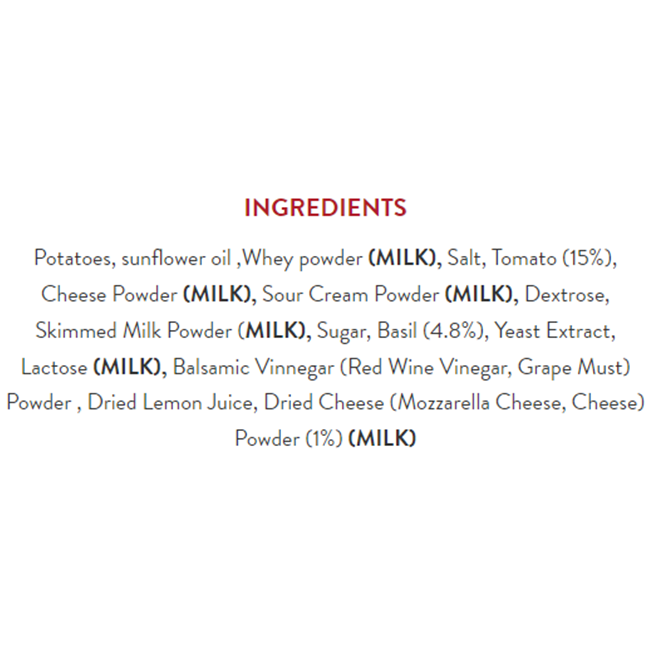 INGREDIENTS
Potatoes, sunflower oil ,Whey powder (MILK), Salt, Tomato (15%),
Cheese Powder (MILK), Sour Cream Powder (MILK), Dextrose,
Skimmed Milk Powder (MILK), Sugar, Basil (4.8%), Yeast Extract,
Lactose (MILK), Balsamic Vinnegar (Red Wine Vinegar, Grape Must)
Powder , Dried Lemon Juice, Dried Cheese (Mozzarella Cheese, Cheese)
Powder (1%) (MILK)